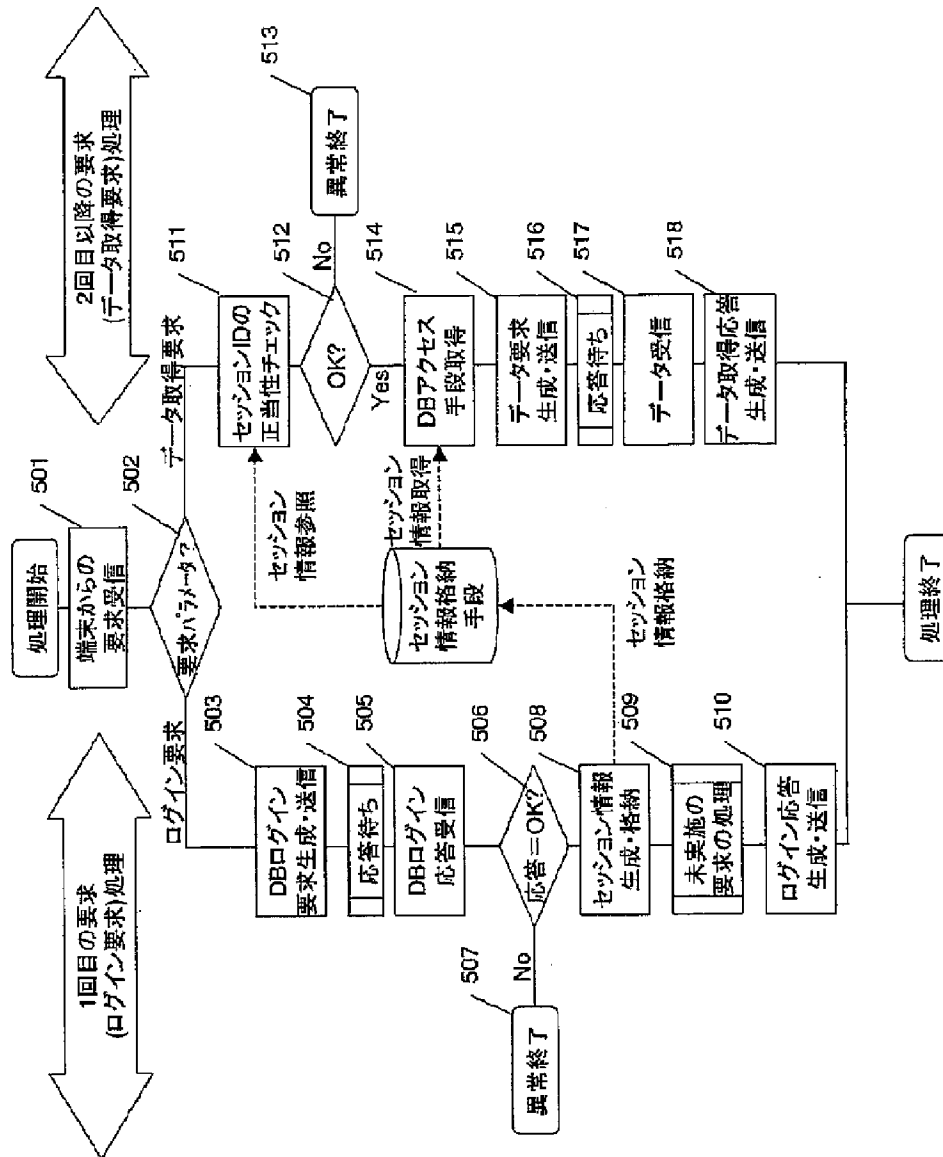 1回目の要求
(ログイン要求)処理
2回目以降の要求
(データ取得要求)処理
処理開始
501
端末からの
要求受信
502
要求パラメータ?
ログイン要求
データ取得要求
503
DBログイン
要求生成・送信
504
応答待ち
505
DBログイン
応答受信
506
応答=OK?
No
507
異常終了
508
セッション情報
生成・格納
509
未実施の
要求の処理
510
ログイン応答
生成・送信
セッション
情報格納
セッション
情報格納
手段
セッション
情報参照
セッション
情報取得
511
セッションIDの
正当性チェック
512
OK?
No
513
異常終了
Yes
514
DBアクセス
手段取得
515
データ要求
生成・送信
516
応答待ち
517
データ受信
518
データ取得応答
生成・送信
処理終了